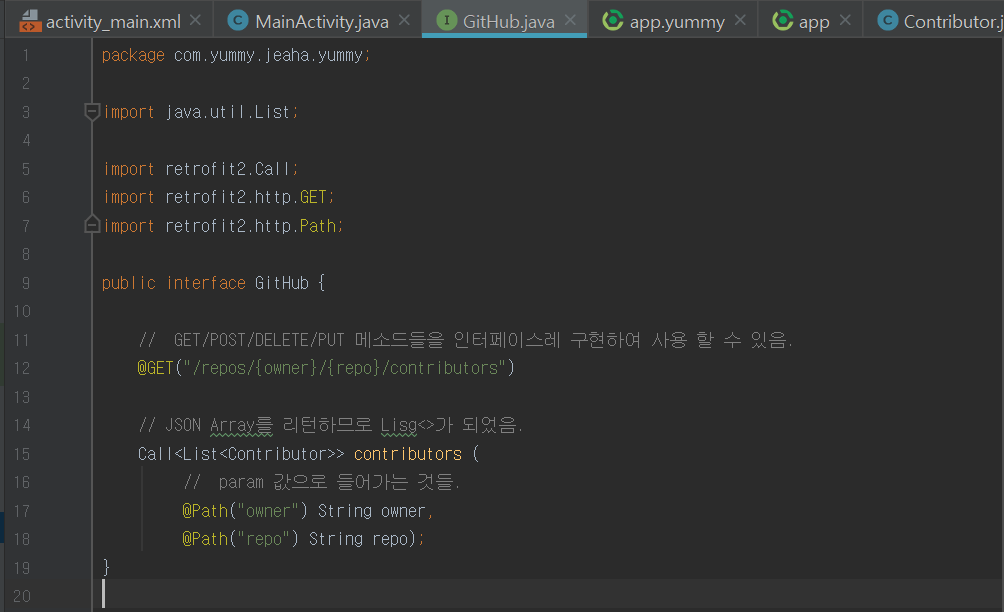 activity_main.xml
MainActivity.java
GitHub.java
app.yummy
app
Contributor.j
1 package com.yummy.jeaha.yummy;
2
3 import java.util.List;
4
5 import retrofit2.Call;
6 import retrofit2.http.GET;
7 import retrofit2.http.Path;
8
9 public interface GitHub {
10
11 // GET/POST/DELETE/PUT 메소드들을 인터페이스레 구현하여 사용 할 수 있음.
12 @GET("/repos/{owner}/{repo}/contributors")
13
14 // JSON Array를 리턴하므로 Lisg<>가 되었음.
15 Call<List<Contributor>> contributors (
16 // param 값으로 들어가는 것들.
17 @Path("owner") String owner,
18 @Path("repo") String repo);
19 }
20